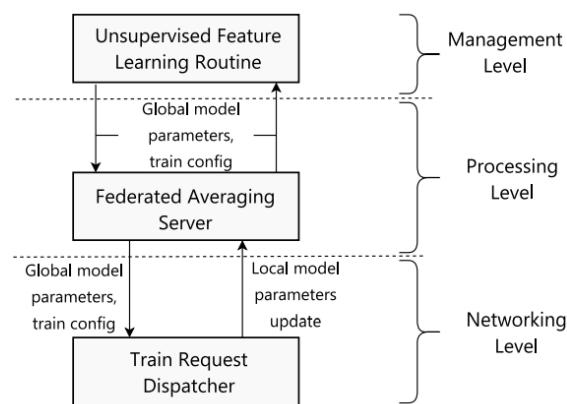 Unsupervised Feature
Learning Routine
Management
Level
Global model
parameters,
train config
Processing
Level
Federated Averaging
Server
Global model
parameters,
train config
Local model
parameters
update
Networking
Level
Train Request
Dispatcher